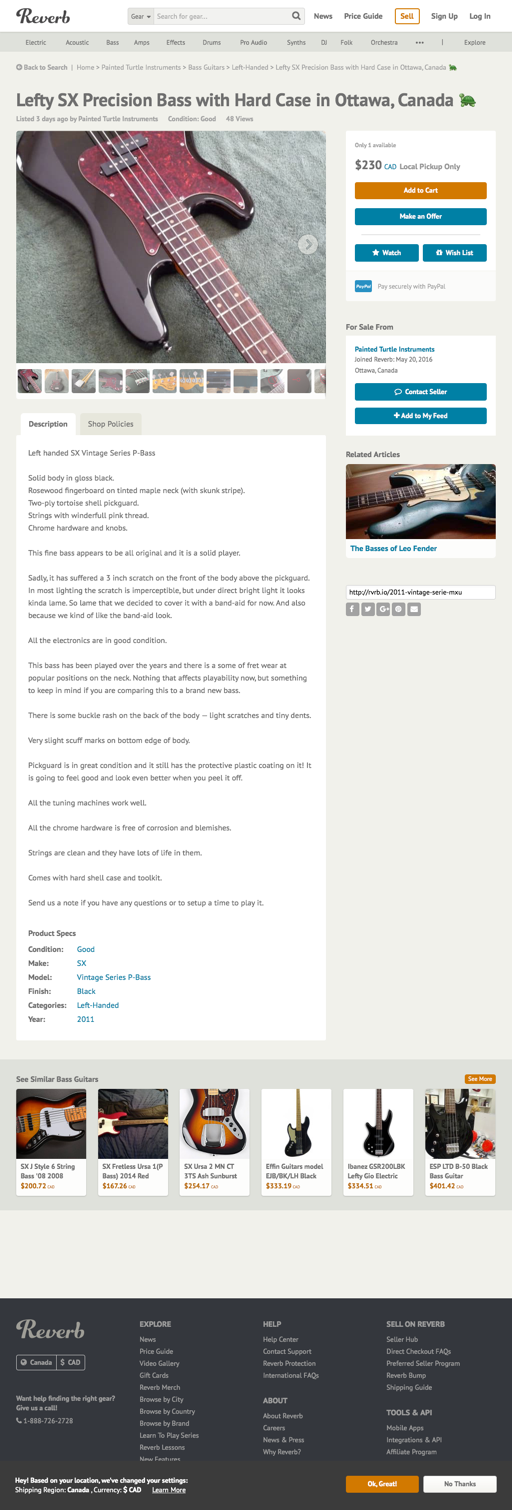 Reverb
Gear
Search for gear...
News
Price Guide
Sell
Sign Up
Log In
Electric
Acoustic
Bass
Amps
Effects
Drums
Pro Audio
Synths
DJ
Folk
Orchestra
•••
|
Explore
Back to Search | Home > Painted Turtle Instruments > Bass Guitars > Left-Handed > Lefty SX Precision Bass with Hard Case in Ottawa, Canada 🐢
Lefty SX Precision Bass with Hard Case in Ottawa, Canada 🐢
Listed 3 days ago by Painted Turtle Instruments Condition: Good 48 Views
Only 1 available
$230 CAD Local Pickup Only
Add to Cart
Make an Offer
Watch
Wish List
PayPal Pay securely with PayPal
For Sale From
Painted Turtle Instruments
Joined Reverb: May 20, 2016
Ottawa, Canada
Contact Seller
Add to My Feed
Related Articles
The Basses of Leo Fender
http://rvrb.io/2011-vintage-serie-mxu
Description
Shop Policies
Left handed SX Vintage Series P-Bass
Solid body in gloss black.
Rosewood fingerboard on tinted maple neck (with skunk stripe).
Two-ply tortoise shell pickguard.
Strings with winderfull pink thread.
Chrome hardware and knobs.
This fine bass appears to be all original and it is a solid player.
Sadly, it has suffered a 3 inch scratch on the front of the body above the pickguard.
In most lighting the scratch is imperceptible, but under direct bright light it looks
kinda lame. So lame that we decided to cover it with a band-aid for now. And also
because we kind of like the band-aid look.
All the electronics are in good condition.
This bass has been played over the years and there is a some of fret wear at
popular positions on the neck. Nothing that affects playability now, but something
to keep in mind if you are comparing this to a brand new bass.
There is some buckle rash on the back of the body — light scratches and tiny dents.
Very slight scuff marks on bottom edge of body.
Pickguard is in great condition and it still has the protective plastic coating on it! It
is going to feel good and look even better when you peel it off.
All the tuning machines work well.
All the chrome hardware is free of corrosion and blemishes.
Strings are clean and they have lots of life in them.
Comes with hard shell case and toolkit.
Send us a note if you have any questions or to setup a time to play it.
Product Specs
Condition: Good
Make: SX
Model: Vintage Series P-Bass
Finish: Black
Categories: Left-Handed
Year: 2011
See Similar Bass Guitars
See More
SX J Style 6 String
Bass '08 2008
$200.72 CAD
SX Fretless Ursa 1(P
Bass) 2014 Red
$167.26 CAD
SX Ursa 2 MN CT
3TS Ash Sunburst
$254.17 CAD
Effin Guitars model
EJB/BK/LH Black
$333.19 CAD
Ibanez GSR200LBK
Lefty Gio Electric
$334.51 CAD
ESP LTD B-50 Black
Bass Guitar
$401.42 CAD
Reverb
Canada
$ CAD
Want help finding the right gear?
Give us a call!
1-888-726-2728
EXPLORE
News
Price Guide
Video Gallery
Gift Cards
Reverb Merch
Browse by City
Browse by Country
Browse by Brand
Learn To Play Series
Reverb Lessons
New Features
HELP
Help Center
Contact Support
Reverb Protection
International FAQs
ABOUT
About Reverb
Careers
News & Press
Why Reverb?
SELL ON REVERB
Seller Hub
Direct Checkout FAQs
Preferred Seller Program
Reverb Bump
Shipping Guide
TOOLS & API
Mobile Apps
Integrations & API
Affiliate Program
Hey! Based on your location, we've changed your settings:
Shipping Region: Canada , Currency: $ CAD Learn More
Ok, Great!
No Thanks